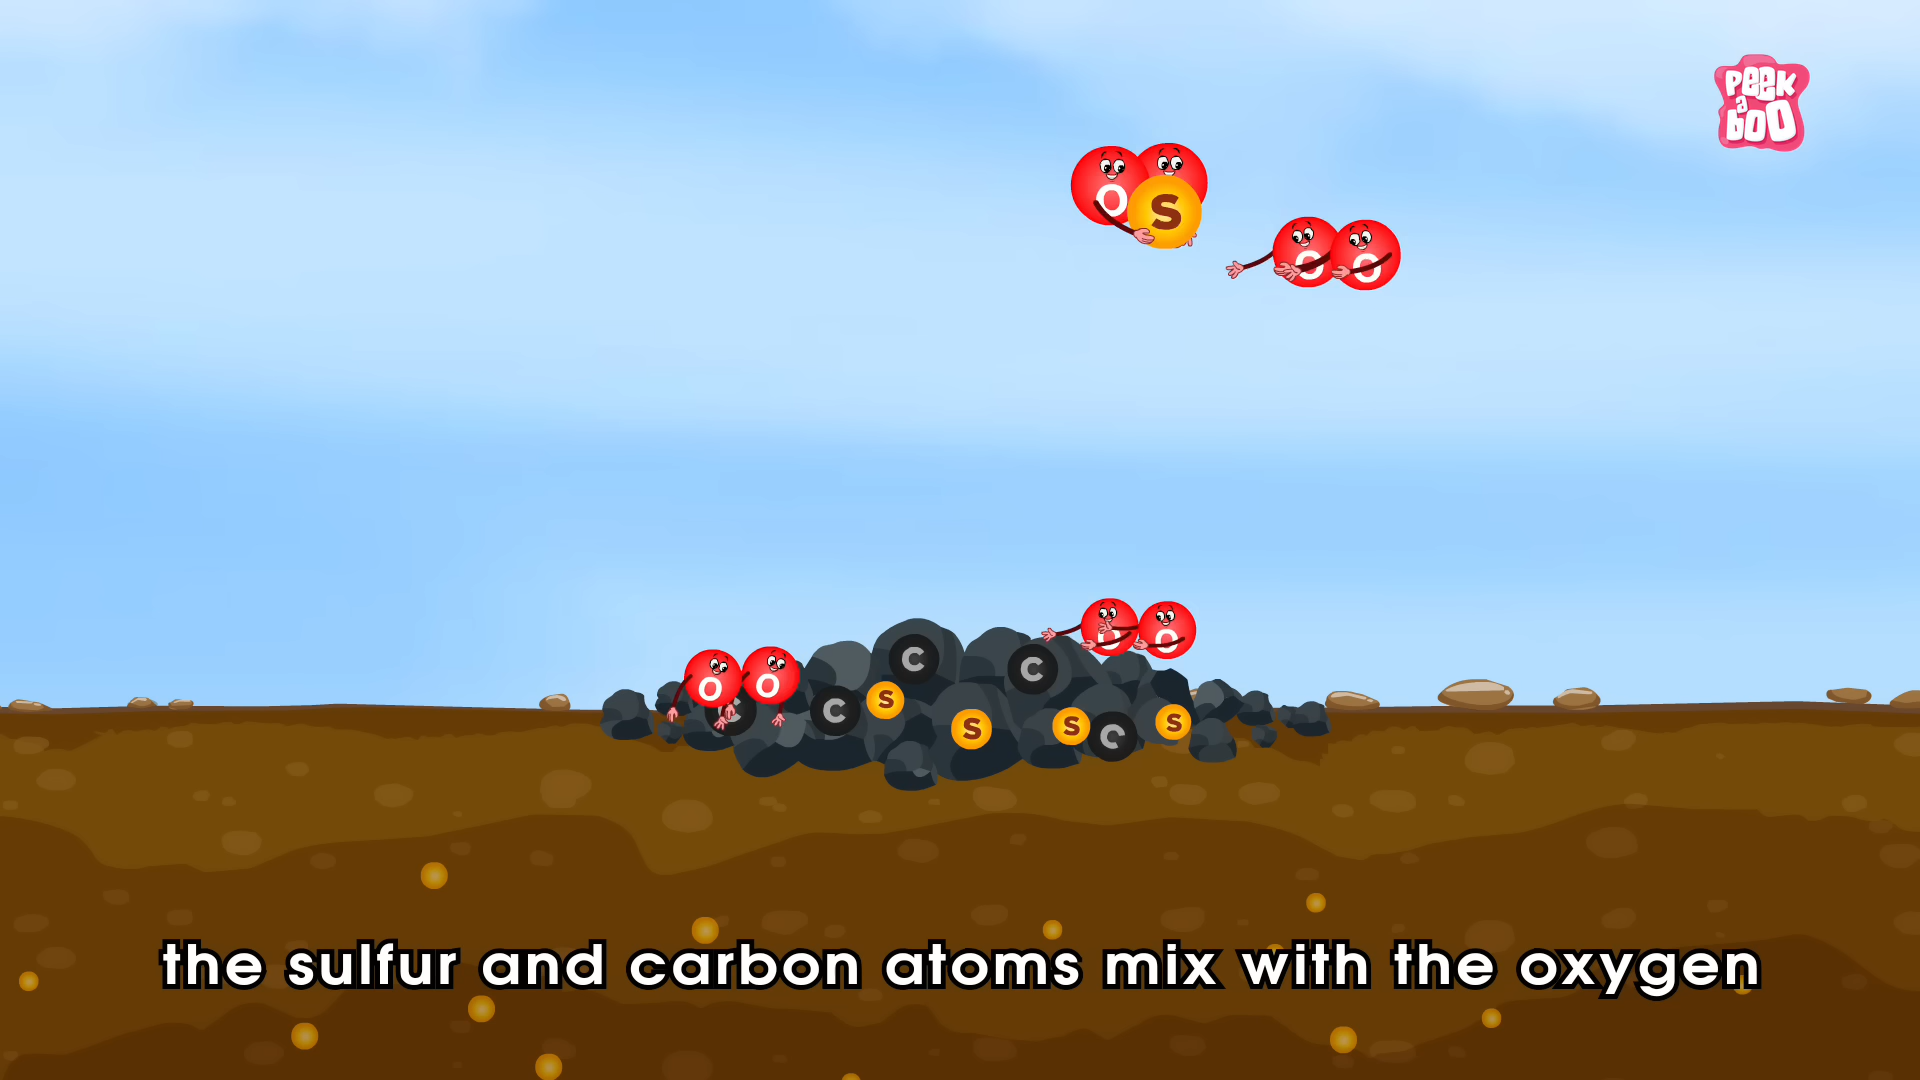 PEEK
a
boO
O
S
O O
O O
C C
O O
C C S
S S C S
the sulfur and carbon atoms mix with the oxygen